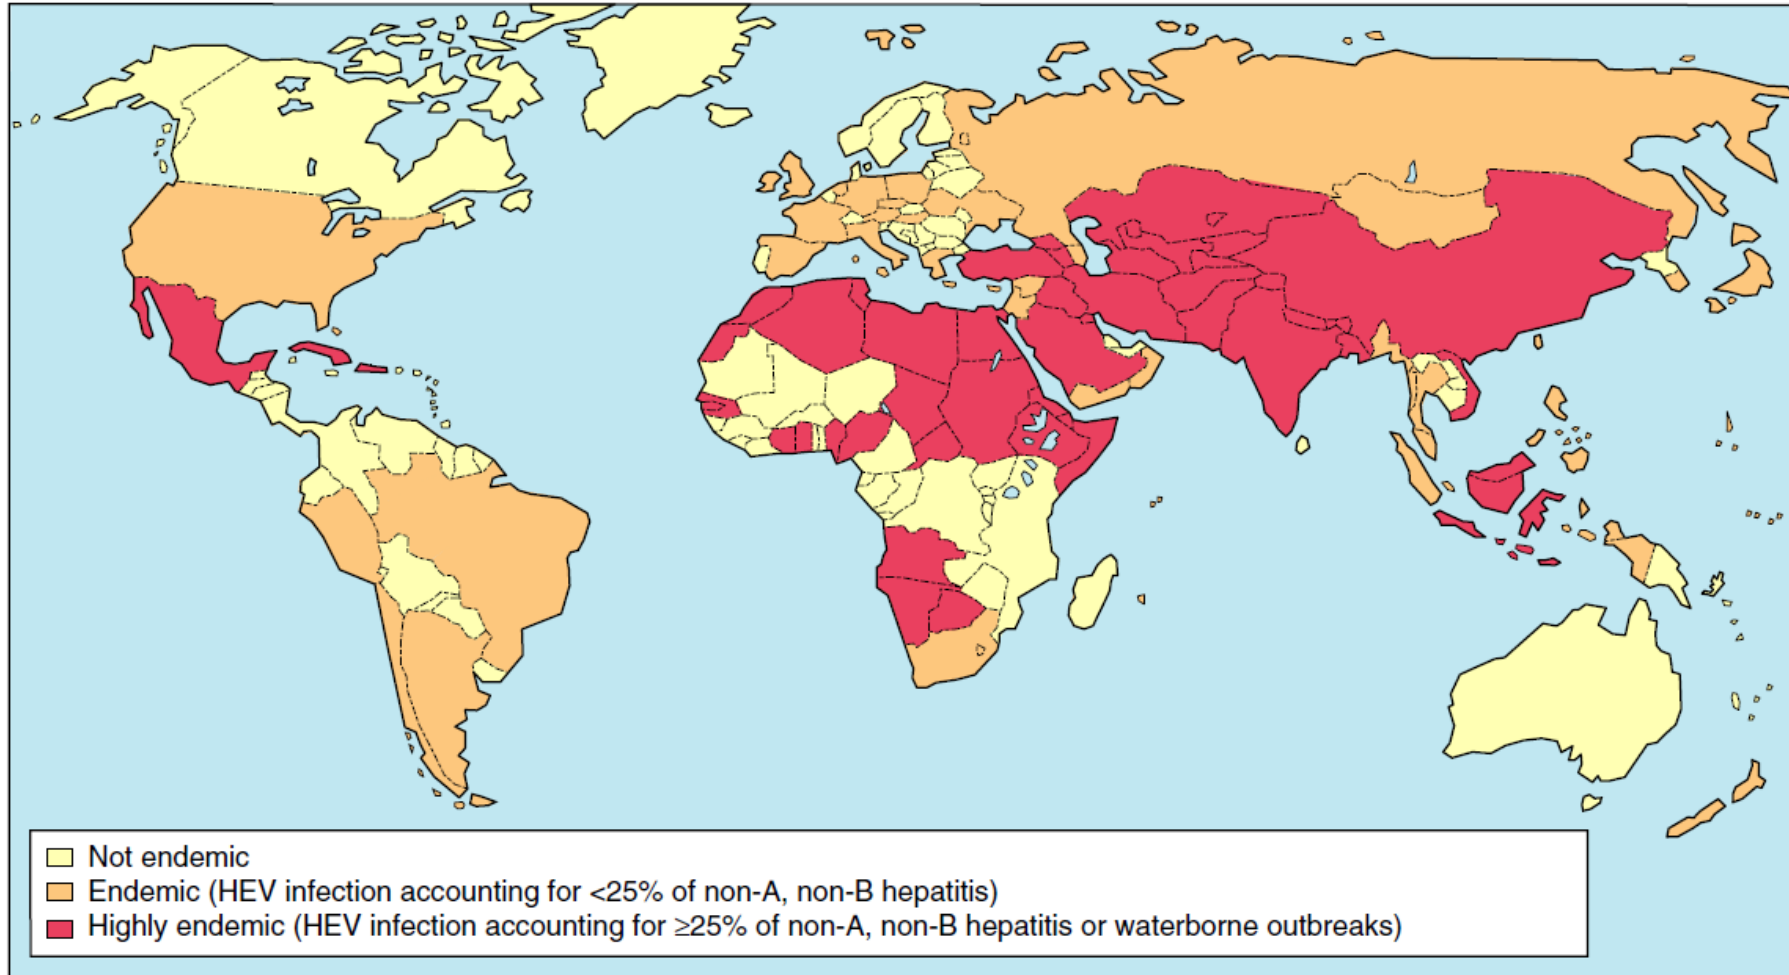 Not endemic
Endemic (HEV infection accounting for <25% of non-A, non-B hepatitis)
Highly endemic (HEV infection accounting for ≥25% of non-A, non-B hepatitis or waterborne outbreaks)